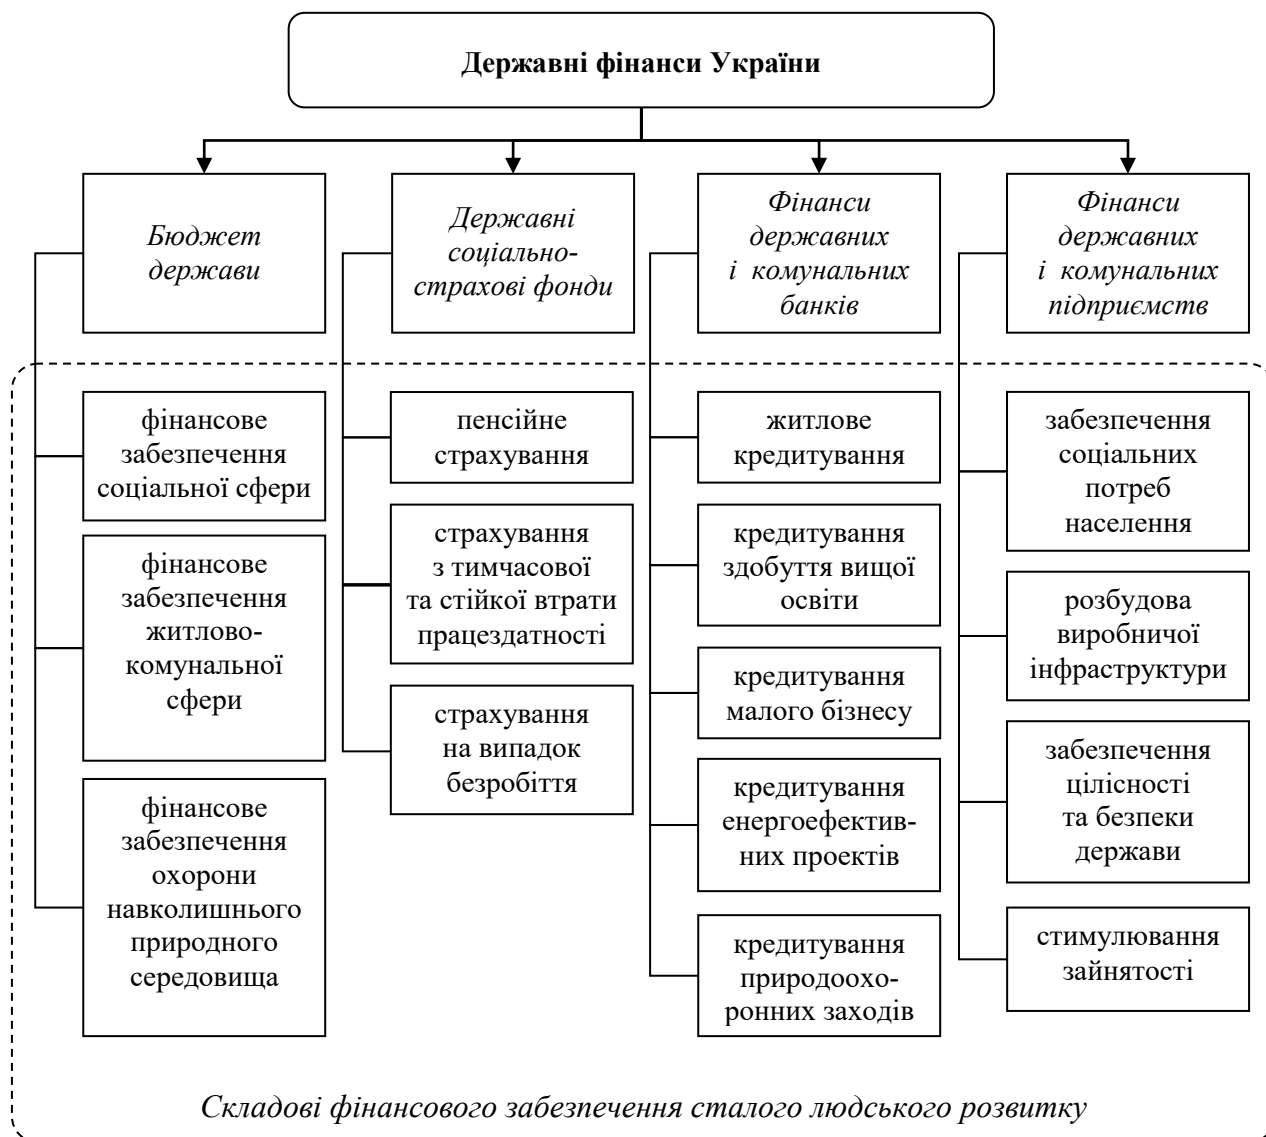 Державні фінанси України
Бюджет
держави
Державні
соціально-
страхові фонди
Фінанси
державних
і комунальних
банків
Фінанси
державних
і комунальних
підприємств
фінансове
забезпечення
соціальної сфери
фінансове
забезпечення
житлово-
комунальної
сфери
фінансове
забезпечення
охорони
навколишнього
природного
середовища
пенсійне
страхування
страхування
з тимчасової
та стійкої втрати
працездатності
страхування
на випадок
безробіття
житлове
кредитування
кредитування
здобуття вищої
освіти
кредитування
малого бізнесу
кредитування
енергоефектив-
них проектів
кредитування
природоохо-
ронних заходів
забезпечення
соціальних
потреб
населення
розбудова
виробничої
інфраструктури
забезпечення
цілісності
та безпеки
держави
стимулювання
зайнятості
Складові фінансового забезпечення сталого людського розвитку